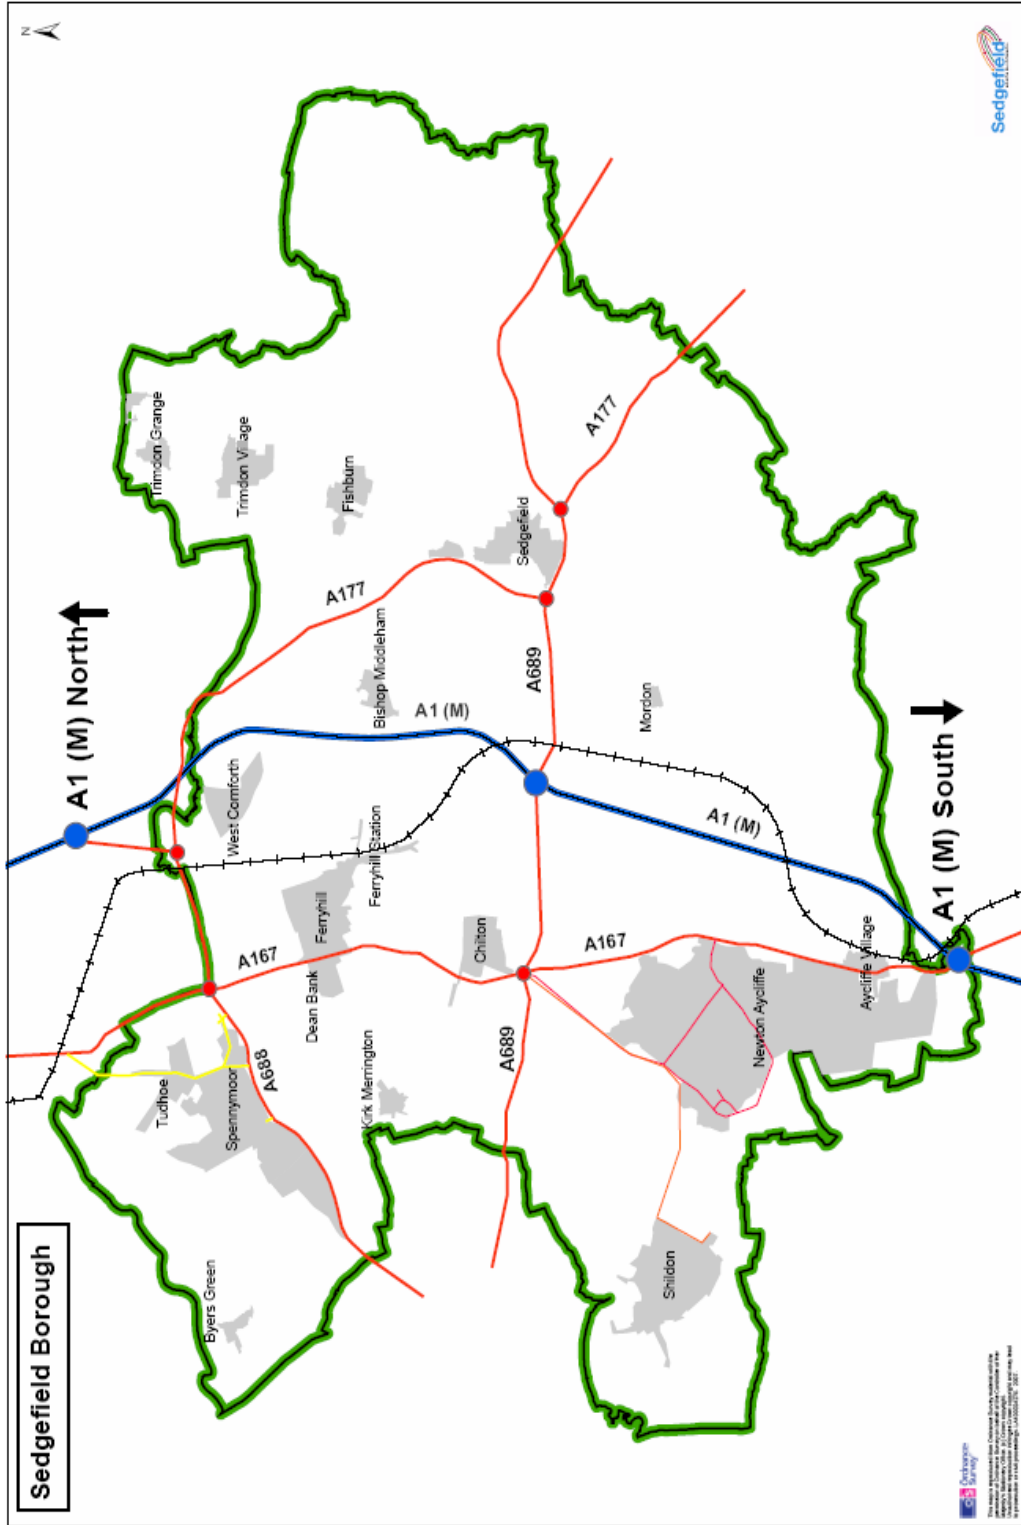 Sedgefield Borough
N
A1 (M) North
Trimdon Grange
Tudhoe
Byers Green
Spennymoor
West Cornforth
Trimdon Village
A167
A688
Dean Bank
Ferryhill
A177
Fishburn
Kirk Merrington
Ferryhill Station
Bishop Middleham
A1 (M)
Chilton
A689
A689
Sedgefield
A167
A177
Mordon
Shildon
A1 (M)
Newton Aycliffe
Aycliffe Village
A1 (M) South
Ordnance
Survey
Sedgefield